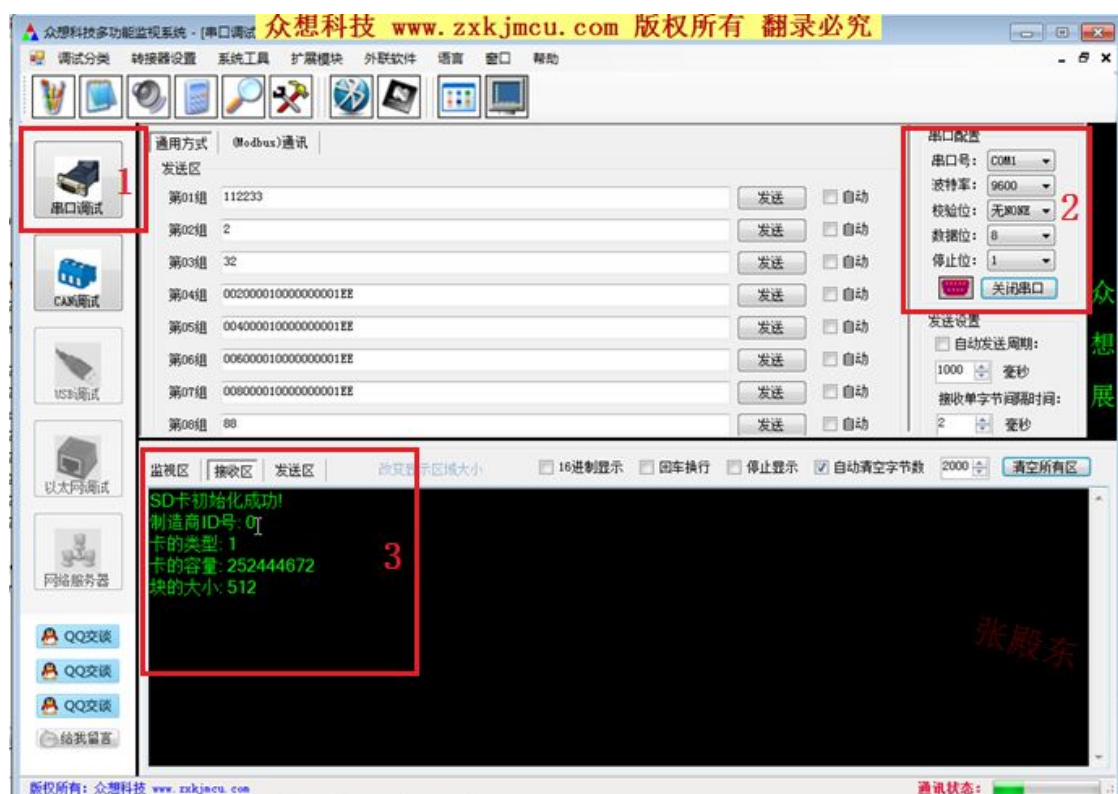 众想科技多功能监视系统 - [串口调试
众想科技 www.zxkjmcu.com 版权所有 翻录必究
调试分类 转接器设置 系统工具 扩展模块 外联软件 语言 窗口 帮助
串口调试
1
CAN调试
USB调试
以太网调试
网络服务器
QQ交谈
QQ交谈
QQ交谈
给我留言
通用方式 (Modbus)通讯
发送区
第01组 112233 发送 自动
第02组 2 发送 自动
第03组 32 发送 自动
第04组 002000010000000001EE 发送 自动
第05组 004000010000000001EE 发送 自动
第06组 006000010000000001EE 发送 自动
第07组 008000010000000001EE 发送 自动
第08组 88 发送 自动
串口配置
串口号: COM1
波特率: 9600
校验位: 无NONE
2
数据位: 8
停止位: 1
关闭串口
发送设置
自动发送周期:
1000 毫秒
接收单字节间隔时间:
2 毫秒
众
想
展
监视区 接收区 发送区 改变显示区域大小 16进制显示 回车换行 停止显示 自动清空字节数 2000 清空所有区
SD卡初始化成功!
制造商ID号: 0
卡的类型: 1
卡的容量: 252444672
块的大小: 512
3
张殿东
版权所有: 众想科技 www.zxkjmcu.com
通讯状态: